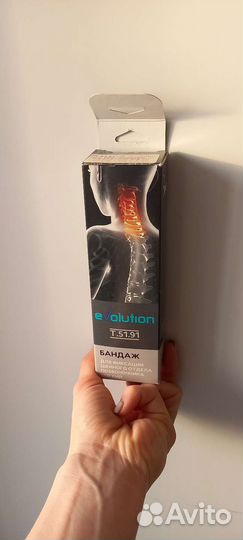 evolution
Т.51.91
БАНДАЖ
ДЛЯ ФИКСАЦИИ
ШЕЙНОГО ОТДЕЛА
ПОЗВОНОЧНИКА
Avito